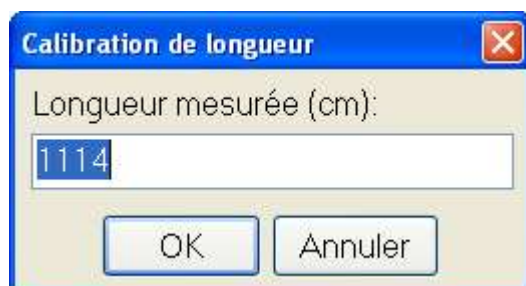 Calibration de longueur
Longueur mesurée (cm):
1114
OK Annuler